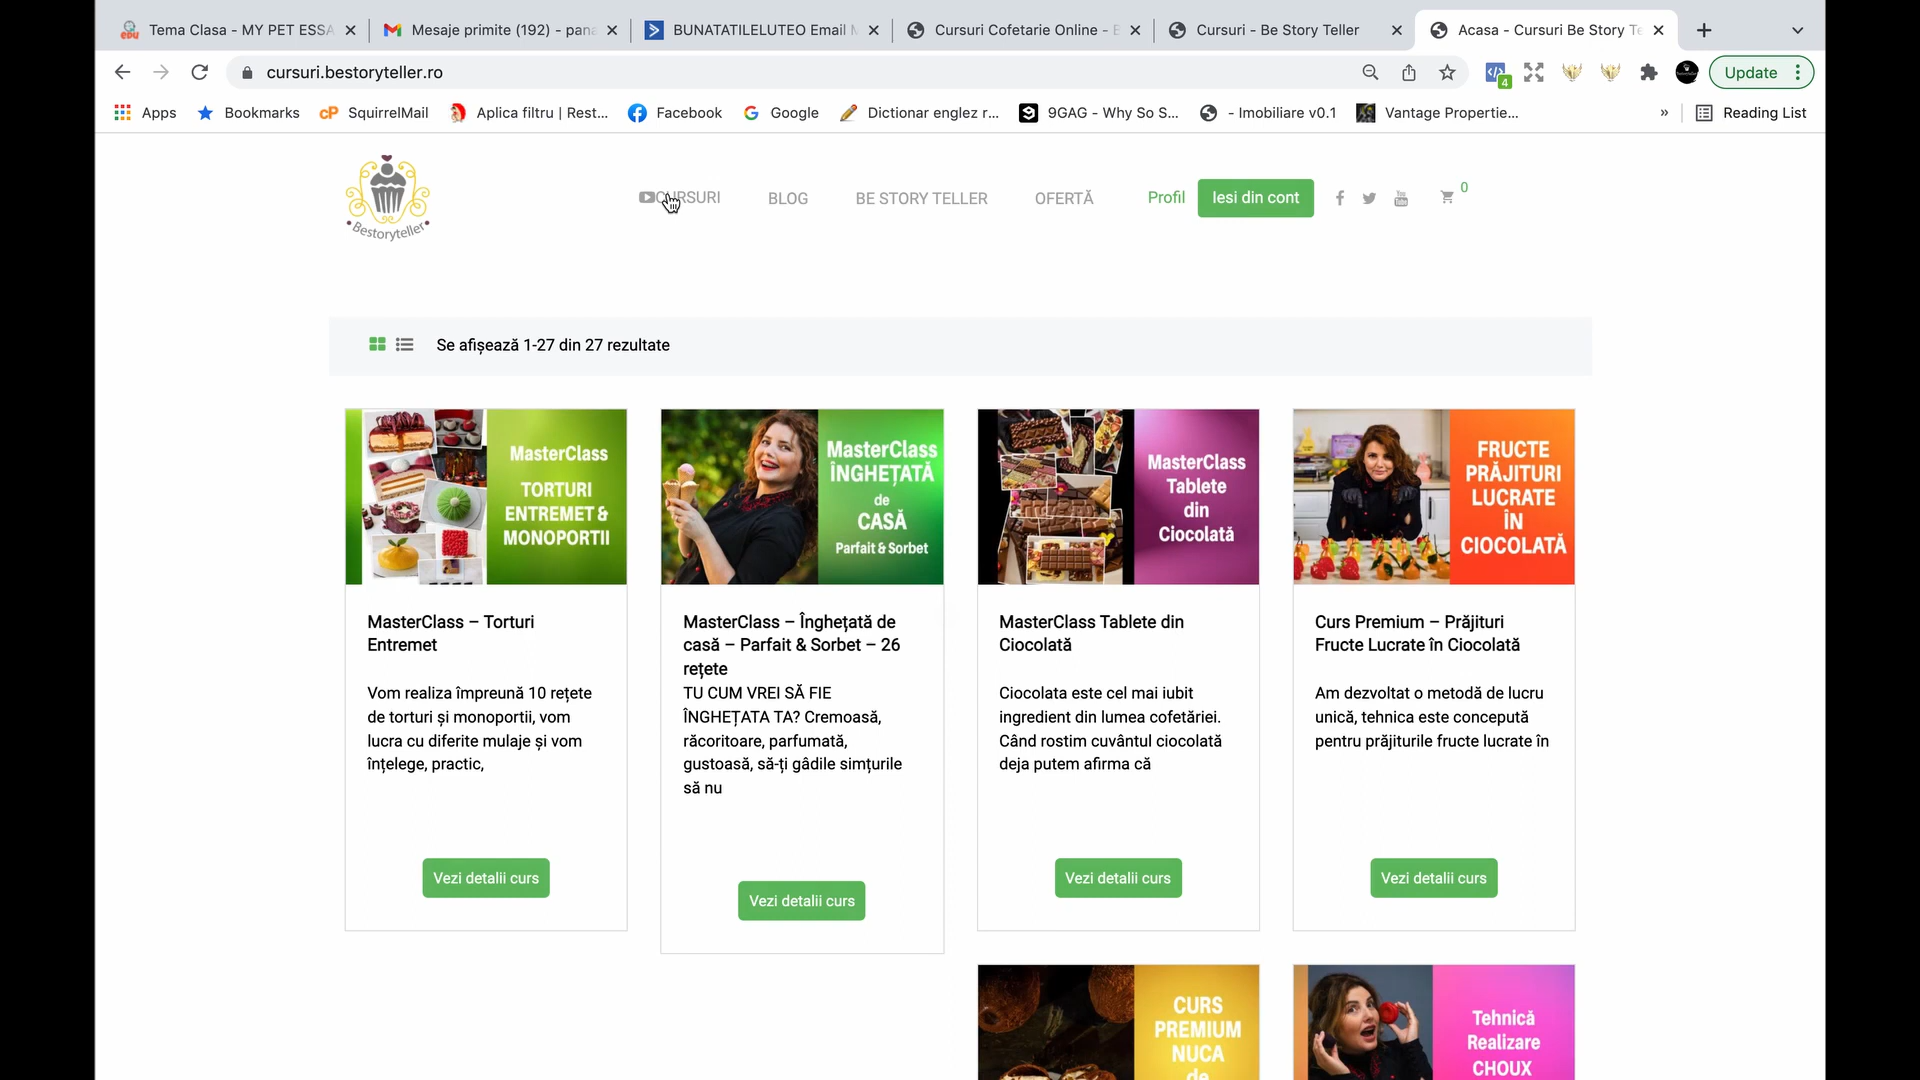 Tema Clasa - MY PET ESSA
Mesaje primite (192) - pana
BUNATATILELUTEO Email M
Cursuri Cofetarie Online - B
Cursuri - Be Story Teller
Acasa - Cursuri Be Story Te
cursuri.bestoryteller.ro
4
Update
Apps
Bookmarks
SquirrelMail
Aplica filtru | Rest...
Facebook
Google
Dictionar englez r...
9GAG - Why So S...
- Imobiliare v0.1
Vantage Propertie...
»
Reading List
Bestoryteller
CURSURI
BLOG
BE STORY TELLER
OFERTĂ
Profil
Iesi din cont
0
Se afișează 1-27 din 27 rezultate
MasterClass
TORTURI
ENTREMET &
MONOPORTII
MasterClass – Torturi
Entremet
Vom realiza împreună 10 rețete
de torturi și monoportii, vom
lucra cu diferite mulaje și vom
înțelege, practic,
Vezi detalii curs
MasterClass
ÎNGHEȚATĂ
de
CASĂ
Parfait & Sorbet
MasterClass – Înghețată de
casă – Parfait & Sorbet – 26
rețete
TU CUM VREI SĂ FIE
ÎNGHEȚATA TA? Cremoasă,
răcoritoare, parfumată,
gustoasă, să-ți gâdile simțurile
să nu
Vezi detalii curs
MasterClass
Tablete
din
Ciocolată
MasterClass Tablete din
Ciocolată
Ciocolata este cel mai iubit
ingredient din lumea cofetăriei.
Când rostim cuvântul ciocolată
deja putem afirma că
Vezi detalii curs
FRUCTE
PRĂJITURI
LUCRATE
ÎN
CIOCOLATĂ
Curs Premium – Prăjituri
Fructe Lucrate în Ciocolată
Am dezvoltat o metodă de lucru
unică, tehnica este concepută
pentru prăjiturile fructe lucrate în
Vezi detalii curs
CURS
PREMIUM
NUCA
de
Tehnică
Realizare
CHOUX